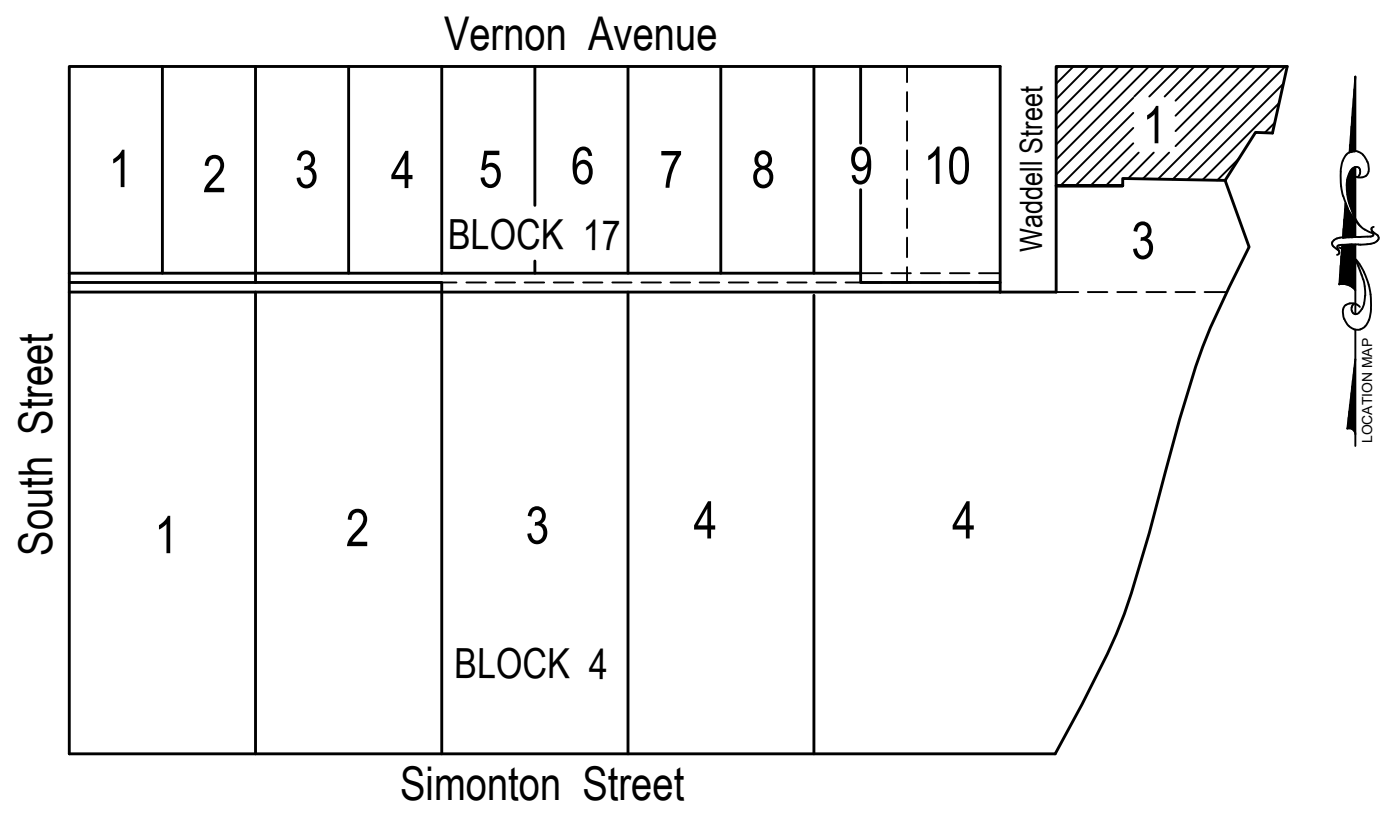 Vernon Avenue
1
2
3
4
5
6
7
8
9
10
BLOCK 17
Waddell Street
1
3
South Street
1
2
3
4
4
BLOCK 4
Simonton Street
LOCATION MAP